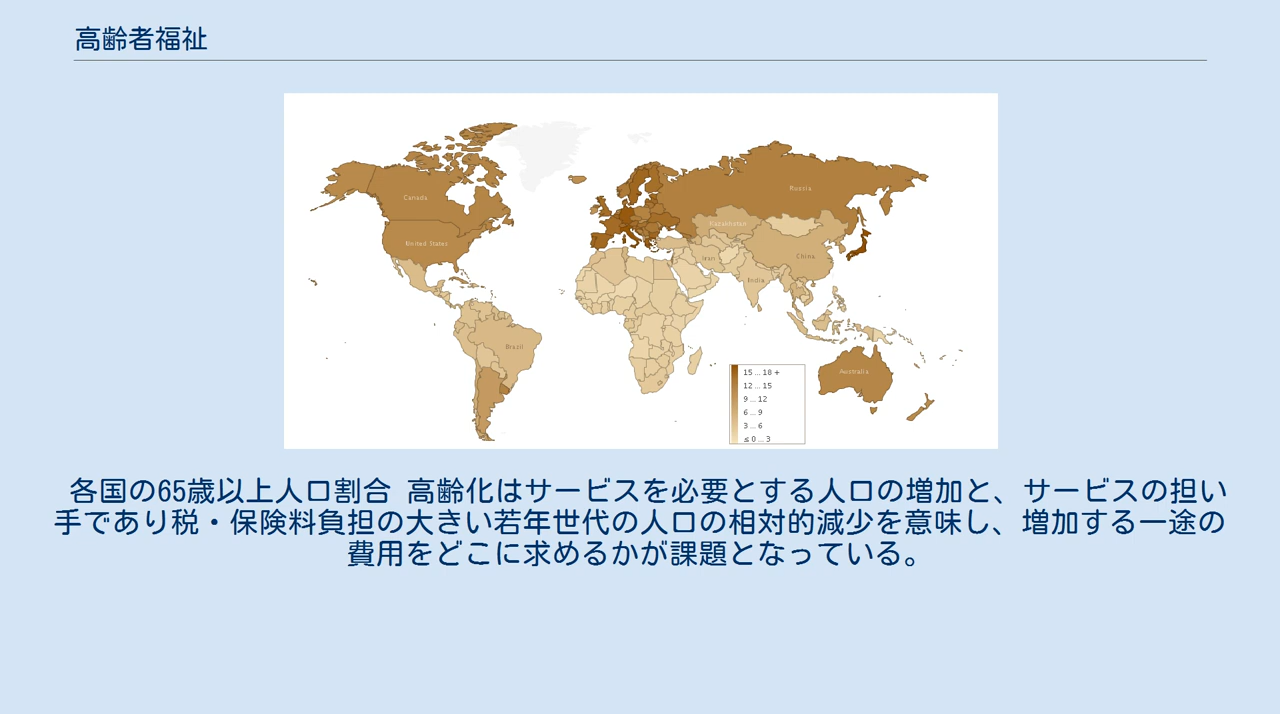 高齢者福祉
Canada
United States
Brazil
Russia
Kazakhstan
China
Iran
India
Australia
15 ... 18 +
12 ... 15
9 ... 12
6 ... 9
3 ... 6
≤ 0 ... 3
各国の65歳以上人口割合 高齢化はサービスを必要とする人口の増加と、サービスの担い
手であり税・保険料負担の大きい若年世代の人口の相対的減少を意味し、増加する一途の
費用をどこに求めるかが課題となっている。